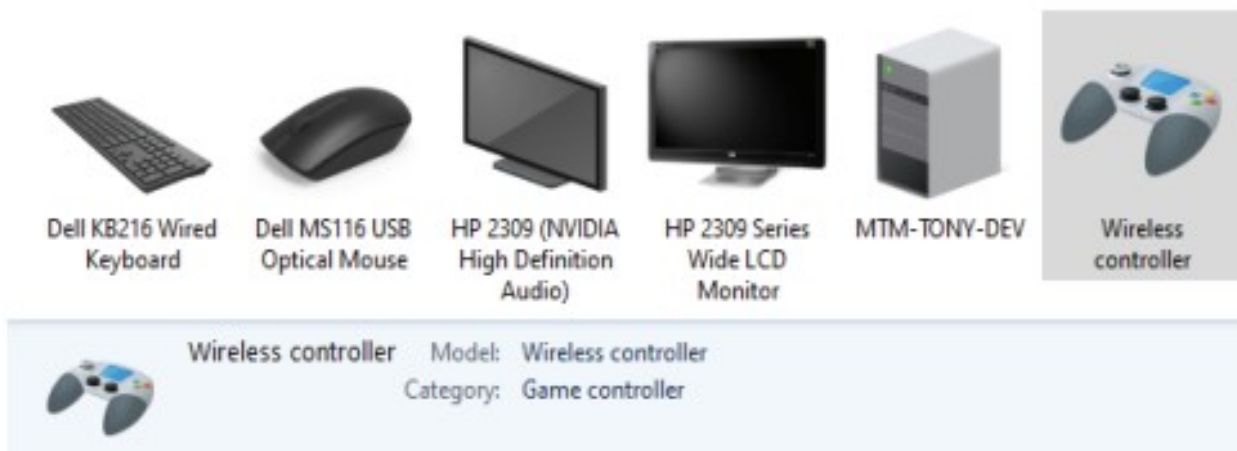 Dell KB216 Wired
Keyboard
Dell MS116 USB
Optical Mouse
HP 2309 (NVIDIA
High Definition
Audio)
HP 2309 Series
Wide LCD
Monitor
MTM-TONY-DEV
Wireless
controller
Wireless controller Model: Wireless controller
Category: Game controller